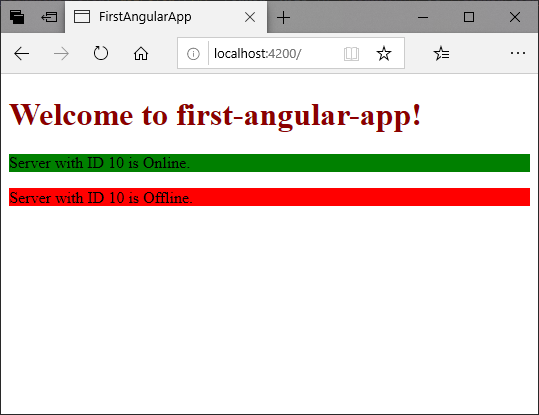 FirstAngularApp
localhost:4200/
Welcome to first-angular-app!
Server with ID 10 is Online.
Server with ID 10 is Offline.